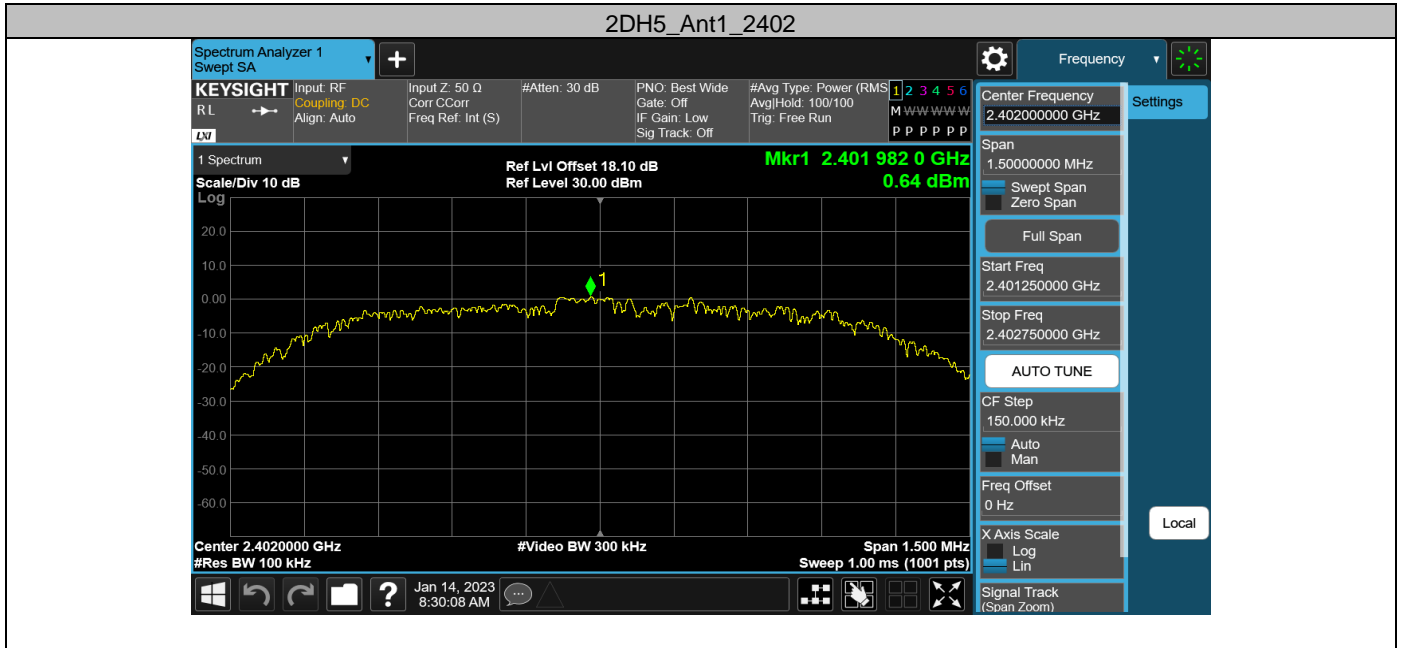 2DH5_Ant1_2402
Spectrum Analyzer 1
Swept SA
+
Frequency
KEYSIGHT
RL
LXI
Input: RF
Coupling: DC
Align: Auto
Input Z: 50 Ω
Corr CCorr
Freq Ref: Int (S)
#Atten: 30 dB
PNO: Best Wide
Gate: Off
IF Gain: Low
Sig Track: Off
#Avg Type: Power (RMS
Avg|Hold: 100/100
Trig: Free Run
1 2 3 4 5 6
M W W W W W
P P P P P P
1 Spectrum
Scale/Div 10 dB
Ref Lvl Offset 18.10 dB
Ref Level 30.00 dBm
Mkr1 2.401 982 0 GHz
0.64 dBm
Log
20.0
10.0
0.00
-10.0
-20.0
-30.0
-40.0
-50.0
-60.0
1
Center 2.4020000 GHz
#Res BW 100 kHz
#Video BW 300 kHz
Span 1.500 MHz
Sweep 1.00 ms (1001 pts)
Center Frequency
2.402000000 GHz
Settings
Span
1.50000000 MHz
Swept Span
Zero Span
Full Span
Start Freq
2.401250000 GHz
Stop Freq
2.402750000 GHz
AUTO TUNE
CF Step
150.000 kHz
Auto
Man
Freq Offset
0 Hz
X Axis Scale
Log
Lin
Local
Signal Track
(Span Zoom)
?
Jan 14, 2023
8:30:08 AM